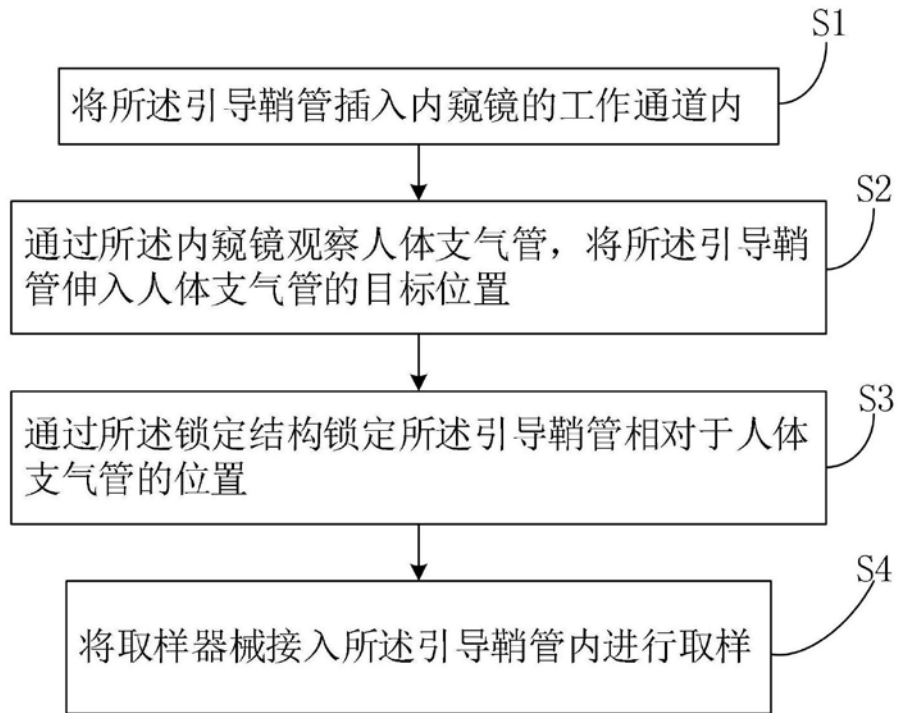 S1
将所述引导鞘管插入内窥镜的工作通道内
S2
通过所述内窥镜观察人体支气管，将所述引导鞘
管伸入人体支气管的目标位置
S3
通过所述锁定结构锁定所述引导鞘管相对于人体
支气管的位置
S4
将取样器械接入所述引导鞘管内进行取样